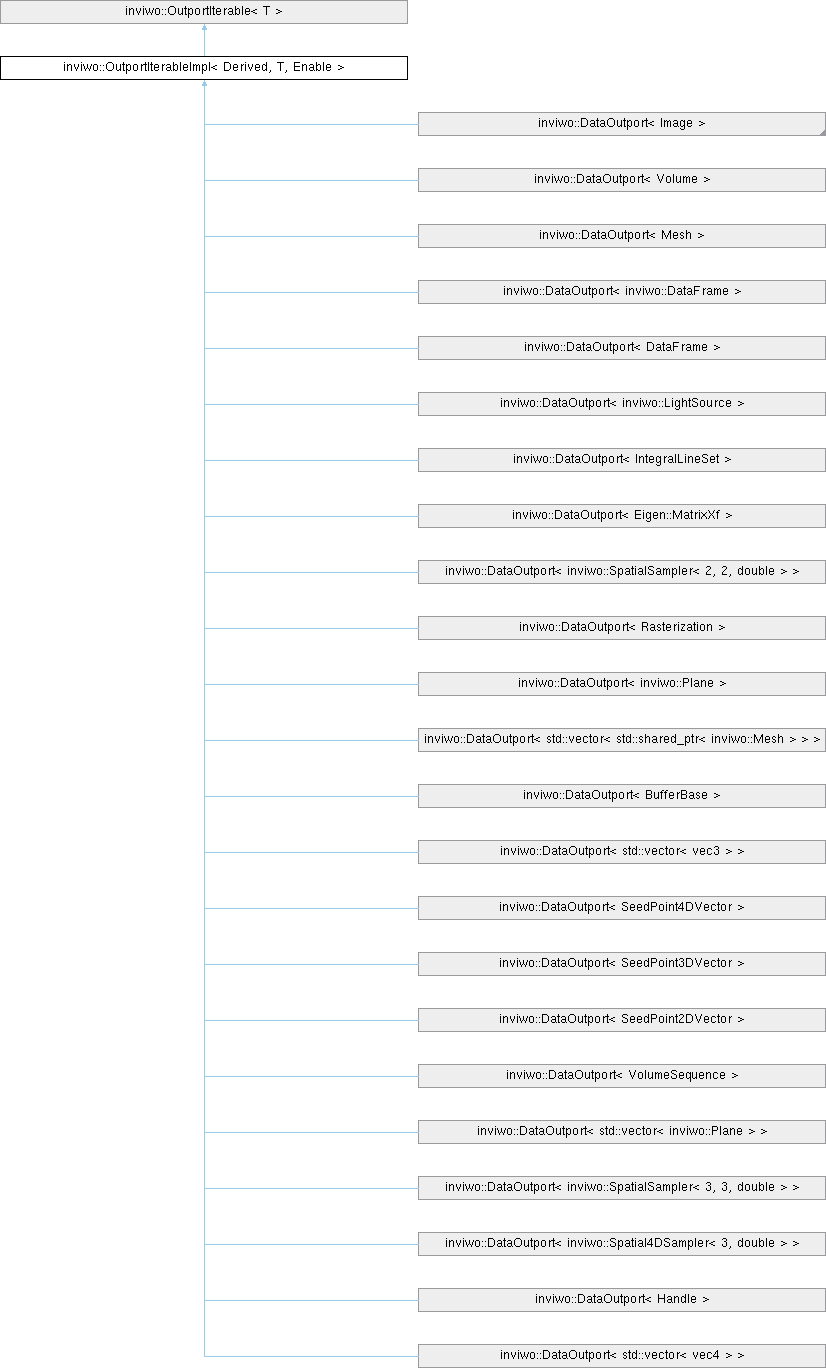 inviwo::OutportIterable< T >
inviwo::OutportIterableImpl< Derived, T, Enable >
inviwo::DataOutport< Image >
inviwo::DataOutport< Volume >
inviwo::DataOutport< Mesh >
inviwo::DataOutport< inviwo::DataFrame >
inviwo::DataOutport< DataFrame >
inviwo::DataOutport< inviwo::LightSource >
inviwo::DataOutport< IntegralLineSet >
inviwo::DataOutport< Eigen::MatrixXf >
inviwo::DataOutport< inviwo::SpatialSampler< 2, 2, double > >
inviwo::DataOutport< Rasterization >
inviwo::DataOutport< inviwo::Plane >
inviwo::DataOutport< std::vector< std::shared_ptr< inviwo::Mesh > > >
inviwo::DataOutport< BufferBase >
inviwo::DataOutport< std::vector< vec3 > >
inviwo::DataOutport< SeedPoint4DVector >
inviwo::DataOutport< SeedPoint3DVector >
inviwo::DataOutport< SeedPoint2DVector >
inviwo::DataOutport< VolumeSequence >
inviwo::DataOutport< std::vector< inviwo::Plane > >
inviwo::DataOutport< inviwo::SpatialSampler< 3, 3, double > >
inviwo::DataOutport< inviwo::Spatial4DSampler< 3, double > >
inviwo::DataOutport< Handle >
inviwo::DataOutport< std::vector< vec4 > >